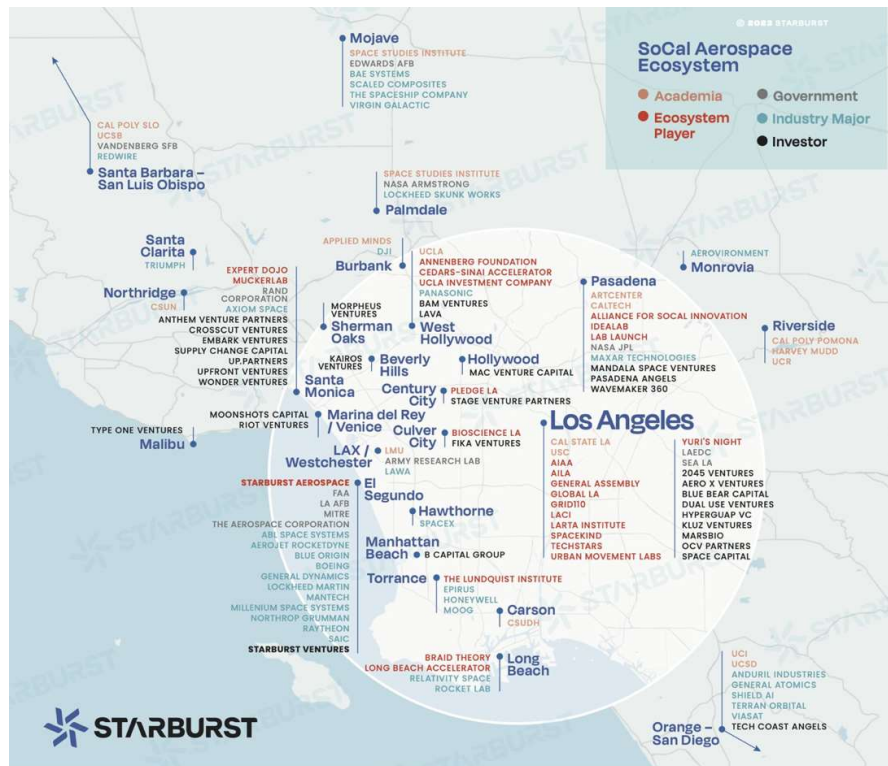 © 2023 STARBURST
SoCal Aerospace
Ecosystem
Academia
Government
Ecosystem
Player
Industry Major
Investor
Mojave
SPACE STUDIES INSTITUTE
EDWARDS AFB
BAE SYSTEMS
SCALED COMPOSITES
THE SPACESHIP COMPANY
VIRGIN GALACTIC
CAL POLY SLO
UCSB
VANDENBERG SFB
REDWIRE
Santa Barbara –
San Luis Obispo
SPACE STUDIES INSTITUTE
NASA ARMSTRONG
LOCKHEED SKUNK WORKS
Palmdale
Santa
Clarita
TRIUMPH
Northridge
CSUN
APPLIED MINDS
DJI
Burbank
UCLA
ANNENBERG FOUNDATION
CEDARS-SINAI ACCELERATOR
UCLA INVESTMENT COMPANY
PANASONIC
BAM VENTURES
LAVA
West
Hollywood
AEROVIRONMENT
Monrovia
Pasadena
ARTCENTER
CALTECH
ALLIANCE FOR SOCAL INNOVATION
IDEALAB
LAB LAUNCH
NASA JPL
MAXAR TECHNOLOGIES
MANDALA SPACE VENTURES
PASADENA ANGELS
WAVEMAKER 360
Riverside
CAL POLY POMONA
HARVEY MUDD
UCR
EXPERT DOJO
MUCKERLAB
RAND
CORPORATION
AXIOM SPACE
ANTHEM VENTURE PARTNERS
CROSSCUT VENTURES
EMBARK VENTURES
SUPPLY CHANGE CAPITAL
UP.PARTNERS
UPFRONT VENTURES
WONDER VENTURES
Santa
Monica
MORPHEUS
VENTURES
Sherman
Oaks
KAIROS
VENTURES
Beverly
Hills
Hollywood
MAC VENTURE CAPITAL
Century
City
PLEDGE LA
STAGE VENTURE PARTNERS
MOONSHOTS CAPITAL
RIOT VENTURES
Marina del Rey
/ Venice
TYPE ONE VENTURES
Malibu
Culver
City
BIOSCIENCE LA
FIKA VENTURES
LAX /
Westchester
LMU
ARMY RESEARCH LAB
LAWA
Los Angeles
CAL STATE LA
USC
AIAA
AILA
GENERAL ASSEMBLY
GLOBAL LA
GRID110
LACI
LARTA INSTITUTE
SPACEKIND
TECHSTARS
URBAN MOVEMENT LABS
YURI'S NIGHT
LAEDC
SEA LA
2045 VENTURES
AERO X VENTURES
BLUE BEAR CAPITAL
DUAL USE VENTURES
HYPERGUAP VC
KLUZ VENTURES
MARSBIO
OCV PARTNERS
SPACE CAPITAL
STARBURST AEROSPACE
FAA
LA AFB
MITRE
THE AEROSPACE CORPORATION
ABL SPACE SYSTEMS
AEROJET ROCKETDYNE
BLUE ORIGIN
BOEING
GENERAL DYNAMICS
LOCKHEED MARTIN
MANTECH
MILLENIUM SPACE SYSTEMS
NORTHROP GRUMMAN
RAYTHEON
SAIC
STARBURST VENTURES
El
Segundo
Hawthorne
SPACEX
Manhattan
Beach
B CAPITAL GROUP
Torrance
THE LUNDQUIST INSTITUTE
EPIRUS
HONEYWELL
MOOG
Carson
CSUDH
BRAID THEORY
LONG BEACH ACCELERATOR
RELATIVITY SPACE
ROCKET LAB
Long
Beach
UCI
UCSD
ANDURIL INDUSTRIES
GENERAL ATOMICS
SHIELD AI
TERRAN ORBITAL
VIASAT
TECH COAST ANGELS
Orange –
San Diego
STARBURST